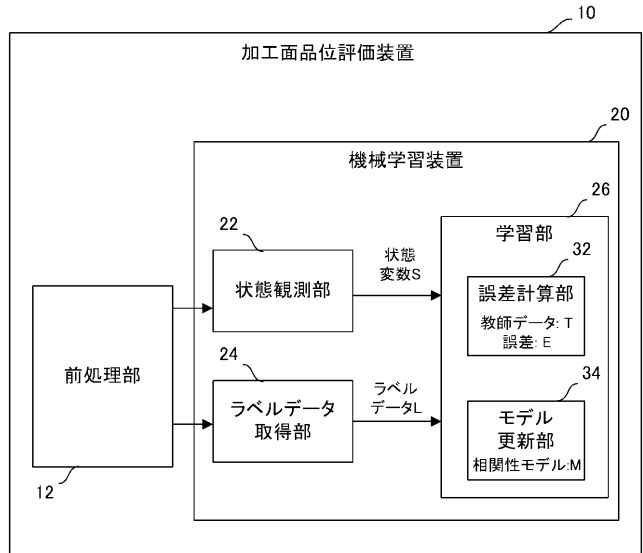 10
加工面品位評価装置
20
機械学習装置
26
学習部
22
状態観測部
状態
変数S
32
誤差計算部
教師データ: T
誤差: E
前処理部
12
24
ラベルデータ
取得部
ラベル
データL
34
モデル
更新部
相関性モデル:M